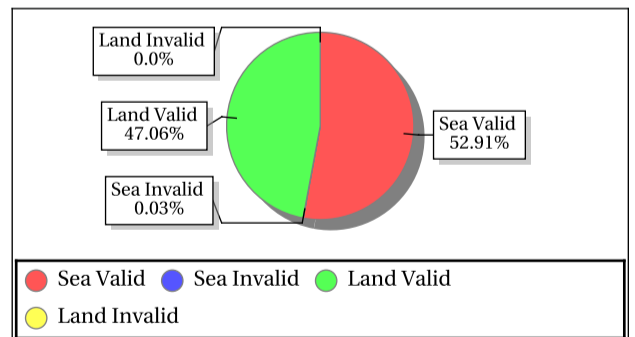 Land Invalid
0.0%
Land Valid
47.06%
Sea Valid
52.91%
Sea Invalid
0.03%
Sea Valid Sea Invalid Land Valid
Land Invalid